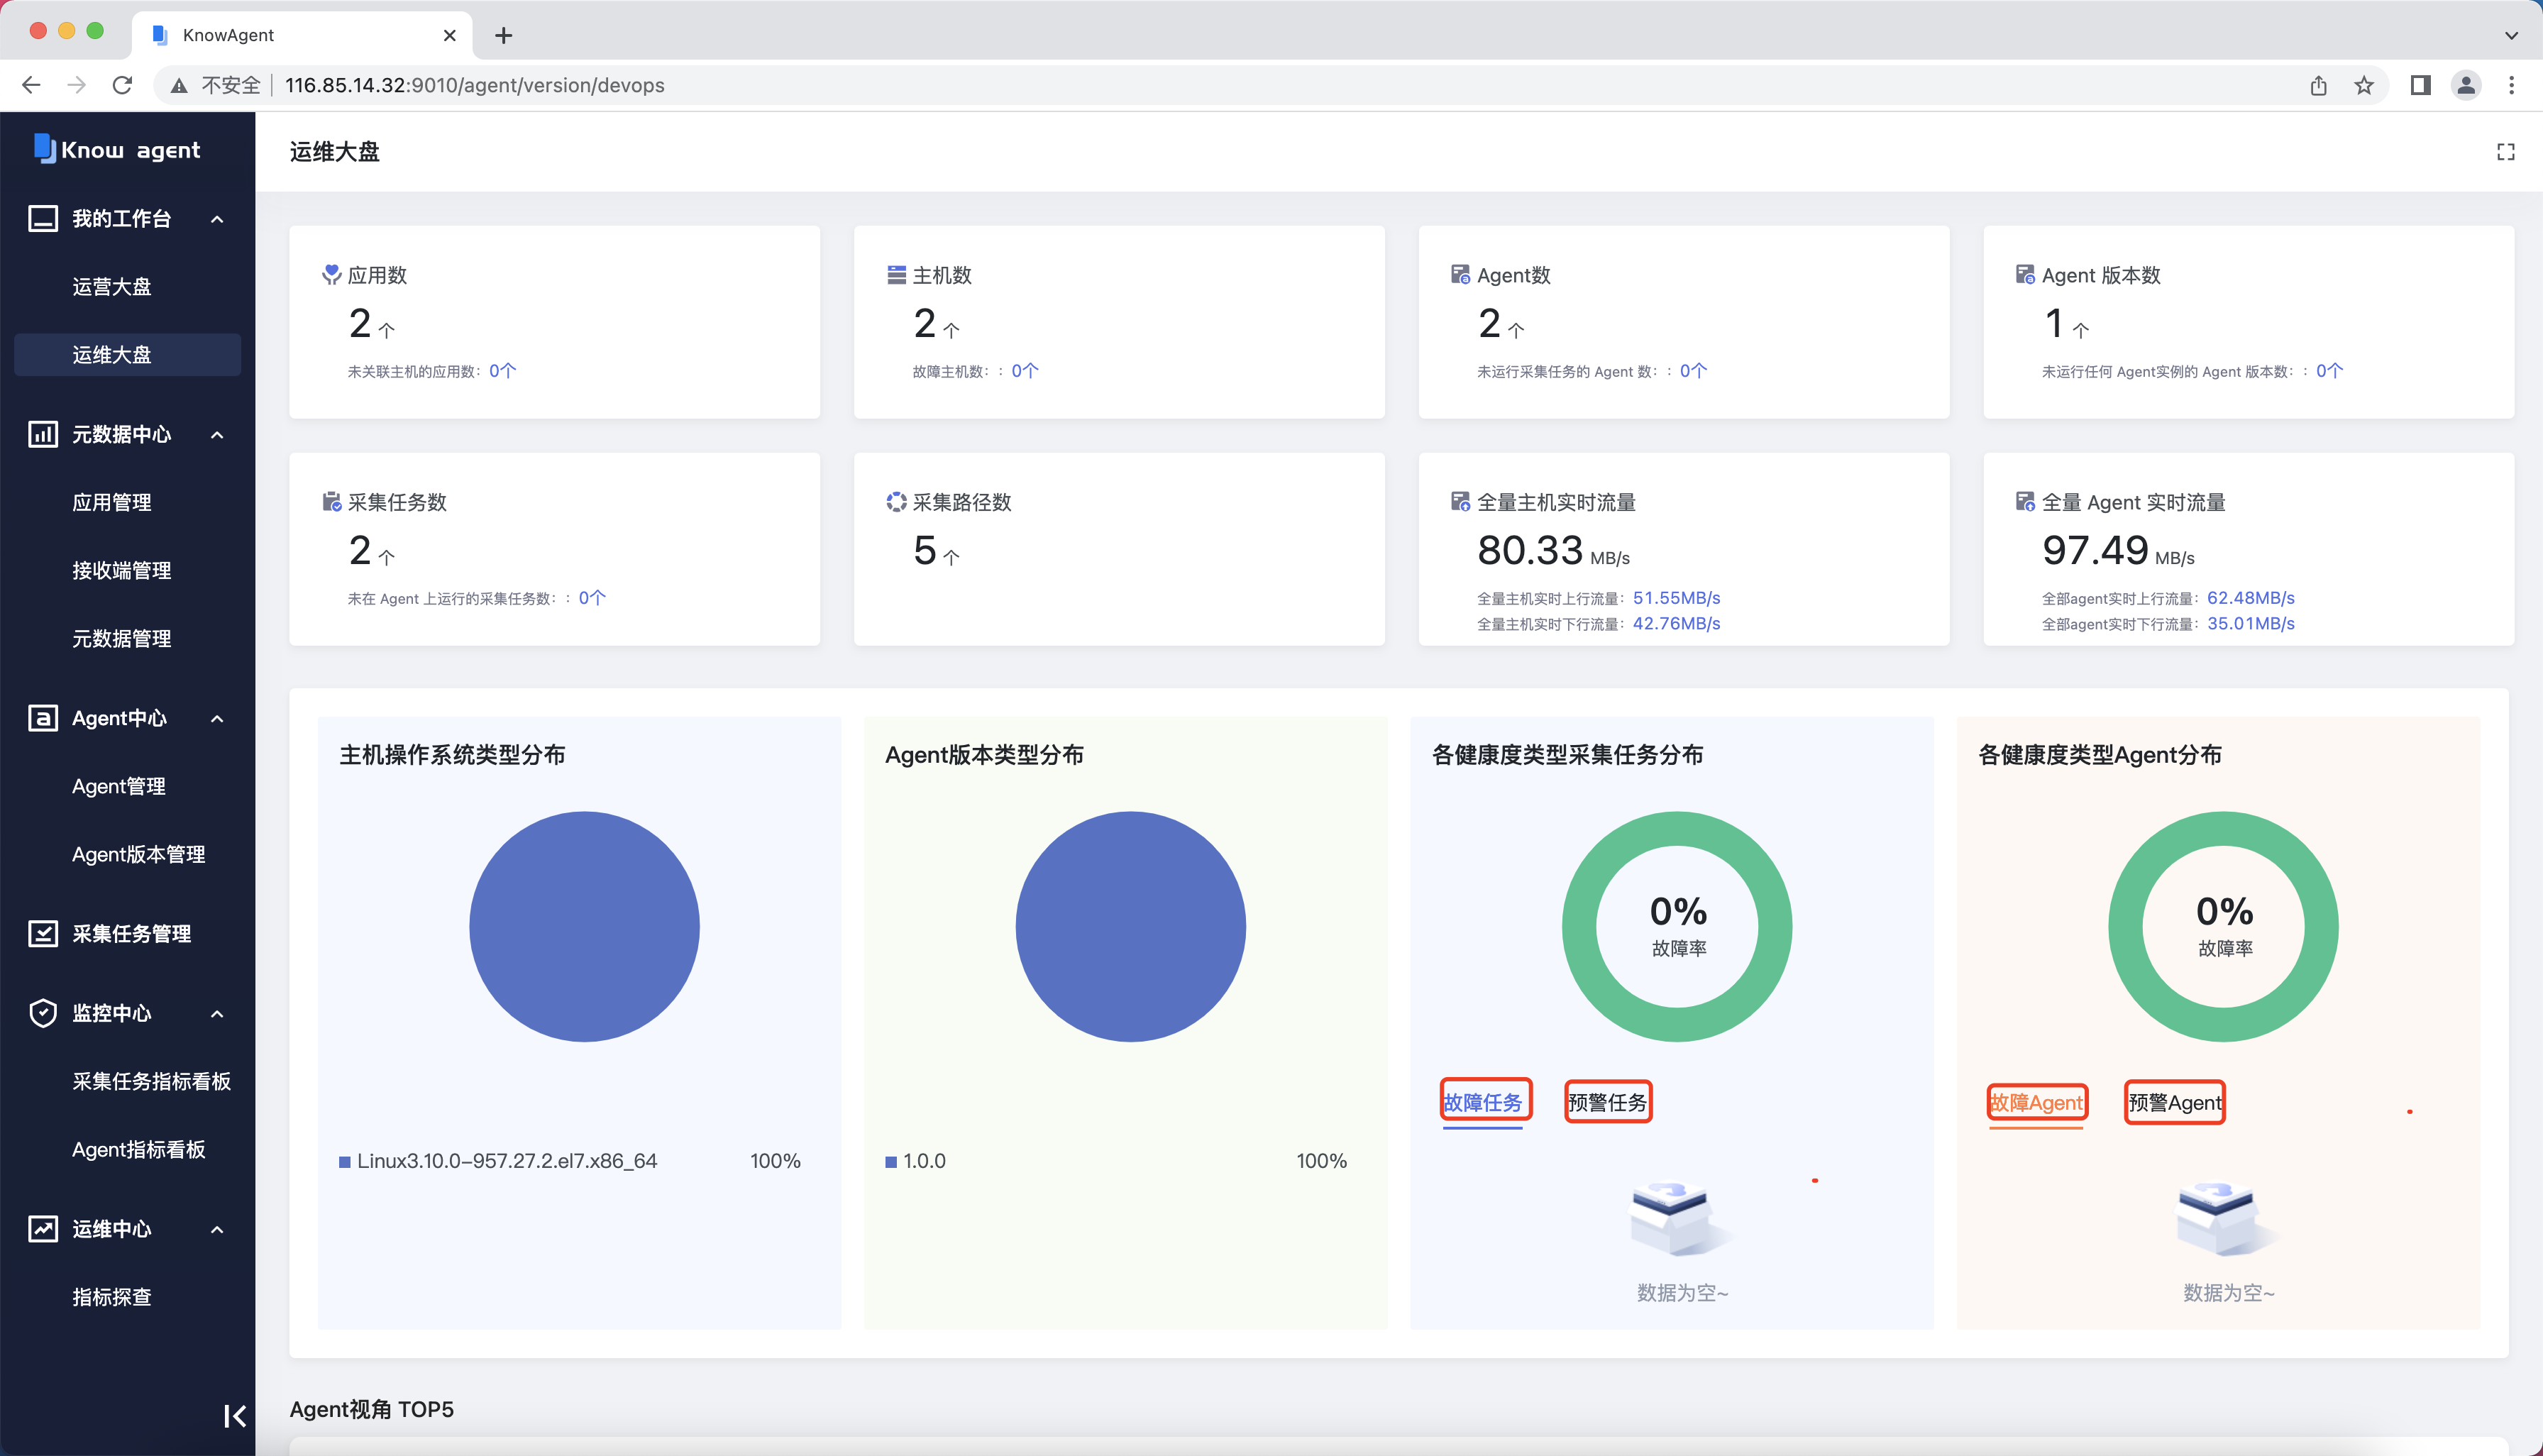 KnowAgent
不安全 116.85.14.32:9010/agent/version/devops
Know agent
我的工作台
运营大盘
运维大盘
元数据中心
应用管理
接收端管理
元数据管理
Agent中心
Agent管理
Agent版本管理
采集任务管理
监控中心
采集任务指标看板
Agent指标看板
运维中心
指标探查
运维大盘
应用数
2 个
未关联主机的应用数：0个
主机数
2 个
故障主机数：: 0个
Agent数
2 个
未运行采集任务的 Agent 数：: 0个
Agent 版本数
1 个
未运行任何 Agent实例的 Agent 版本数：: 0个
采集任务数
2 个
未在 Agent 上运行的采集任务数：: 0个
采集路径数
5 个
全量主机实时流量
80.33 MB/s
全量主机实时上行流量：51.55MB/s
全量主机实时下行流量：42.76MB/s
全量 Agent 实时流量
97.49 MB/s
全部agent实时上行流量：62.48MB/s
全部agent实时下行流量：35.01MB/s
主机操作系统类型分布
Linux3.10.0-957.27.2.el7.x86_64 100%
Agent版本类型分布
1.0.0 100%
各健康度类型采集任务分布
0%
故障率
故障任务 预警任务
数据为空~
各健康度类型Agent分布
0%
故障率
故障Agent 预警Agent
数据为空~
Agent视角 TOP5